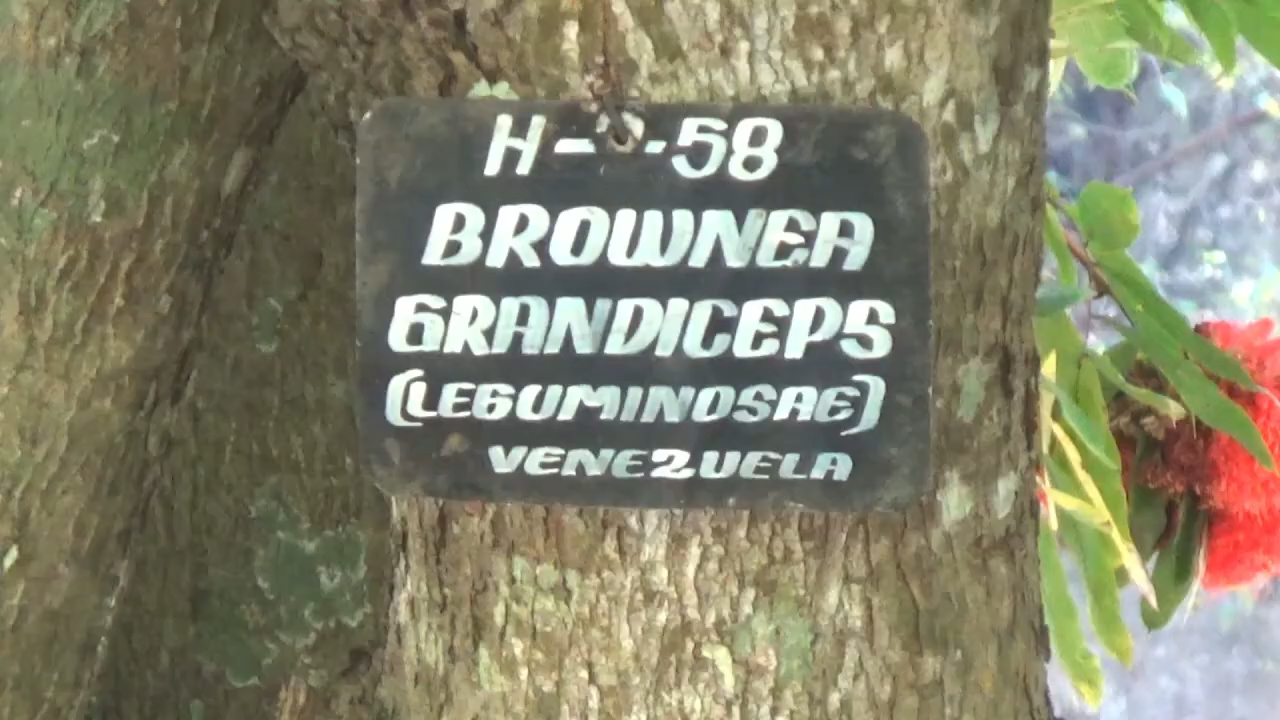 H- -58
BROWNEA
GRANDICEPS
(LEGUMINOSAE)
VENEZUELA